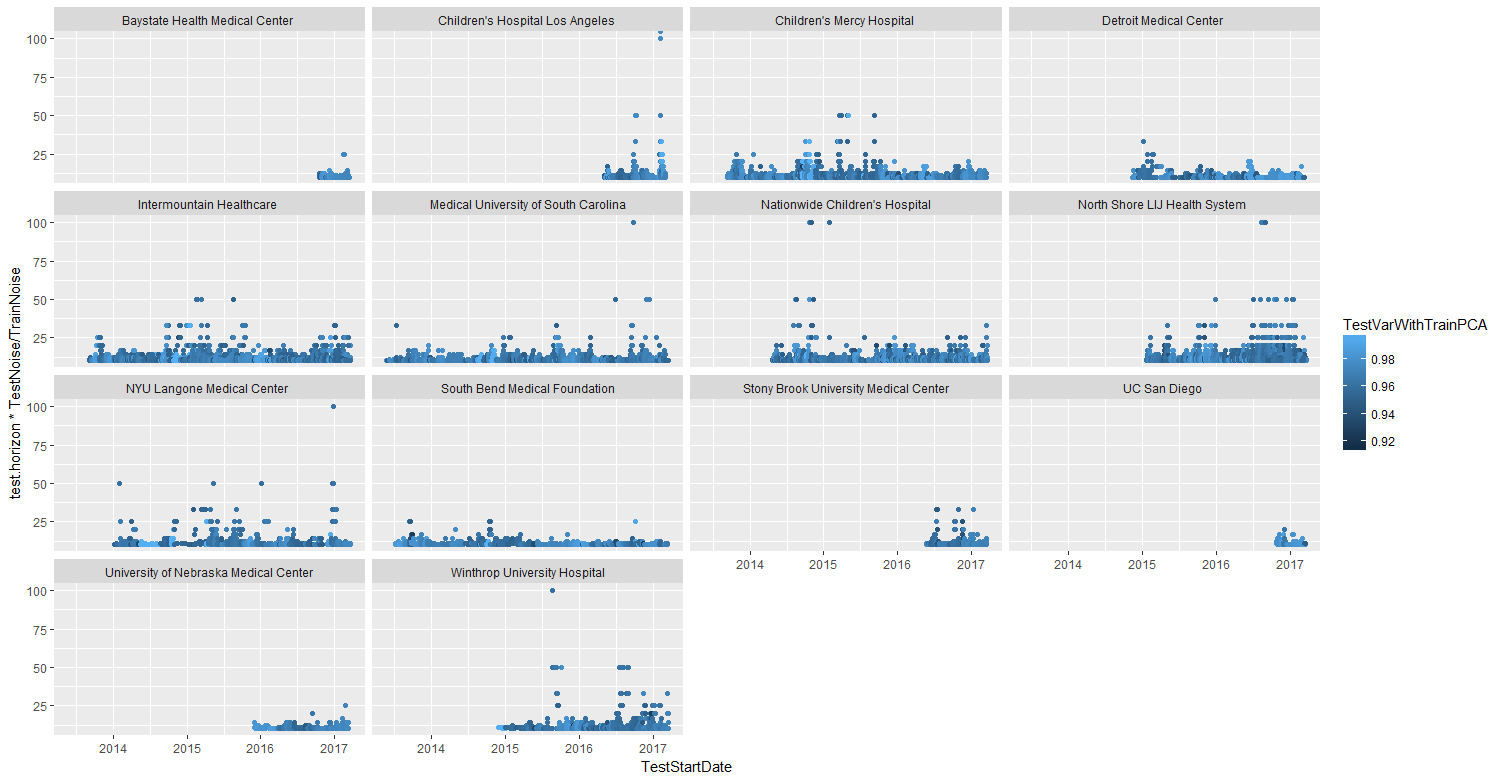 Baystate Health Medical Center
Children's Hospital Los Angeles
Children's Mercy Hospital
Detroit Medical Center
100
75
50
25
Intermountain Healthcare
Medical University of South Carolina
Nationwide Children's Hospital
North Shore LIJ Health System
100
75
50
25
NYU Langone Medical Center
South Bend Medical Foundation
Stony Brook University Medical Center
UC San Diego
100
75
50
25
2014 2015 2016 2017
2014 2015 2016 2017
University of Nebraska Medical Center
Winthrop University Hospital
100
75
50
25
2014 2015 2016 2017
2014 2015 2016 2017
TestStartDate
test.horizon * TestNoise/TrainNoise
TestVarWithTrainPCA
0.98
0.96
0.94
0.92